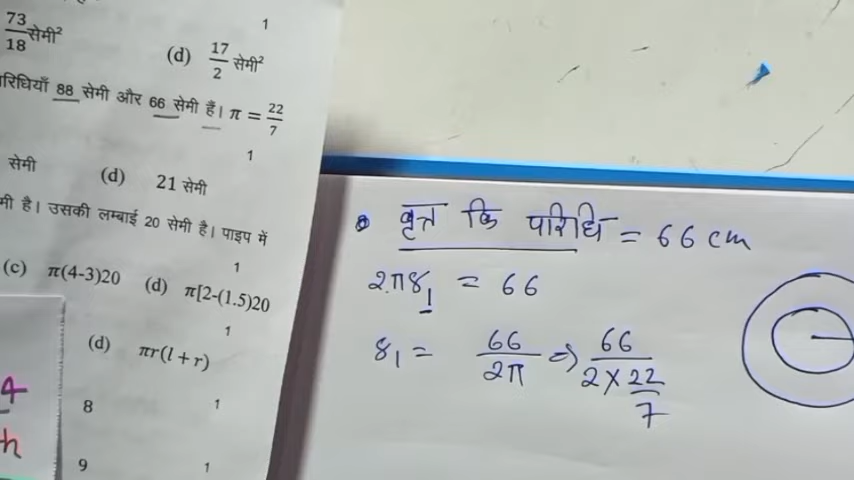 1
73/18 सेमी² (d) 17/2 सेमी²
88 सेमी और 66 सेमी हैं। π = 22/7
1
सेमी (d) 21 सेमी
है। उसकी लम्बाई 20 सेमी है। पाइप में
1
(c) π(4-3)20 (d) π[2-(1.5)20
1
(d) πr(l + r)
8 1
9 1
4
h
वृत्त कि परिधि = 66 cm
2πr₁ = 66
r₁ = 66/2π ⇒ 66/2×22/7